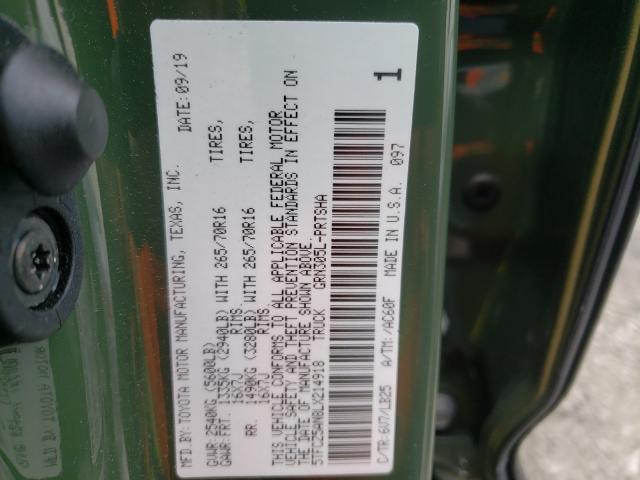 MFD.BY:TOYOTA MOTOR MANUFACTURING, TEXAS, INC. DATE:09/19
GVWR 2540KG (5600LB)
GAWR FRT. 1335KG (2940LB) WITH 265/70R16 TIRES,
16X7J RIMS,
RR. 1490KG (3280LB) WITH 265/70R16 TIRES,
16X7J RIMS
THIS VEHICLE CONFORMS TO ALL APPLICABLE FEDERAL MOTOR
VEHICLE SAFETY AND THEFT PREVENTION STANDARDS IN EFFECT ON
THE DATE OF MANUFACTURE SHOWN ABOVE.
5TFCZ5AN8LX214918 TRUCK GRN305L-PRTSHA
C/TR:6V7/LB25 A/TM: /AC60F MADE IN U.S.A. 097
1